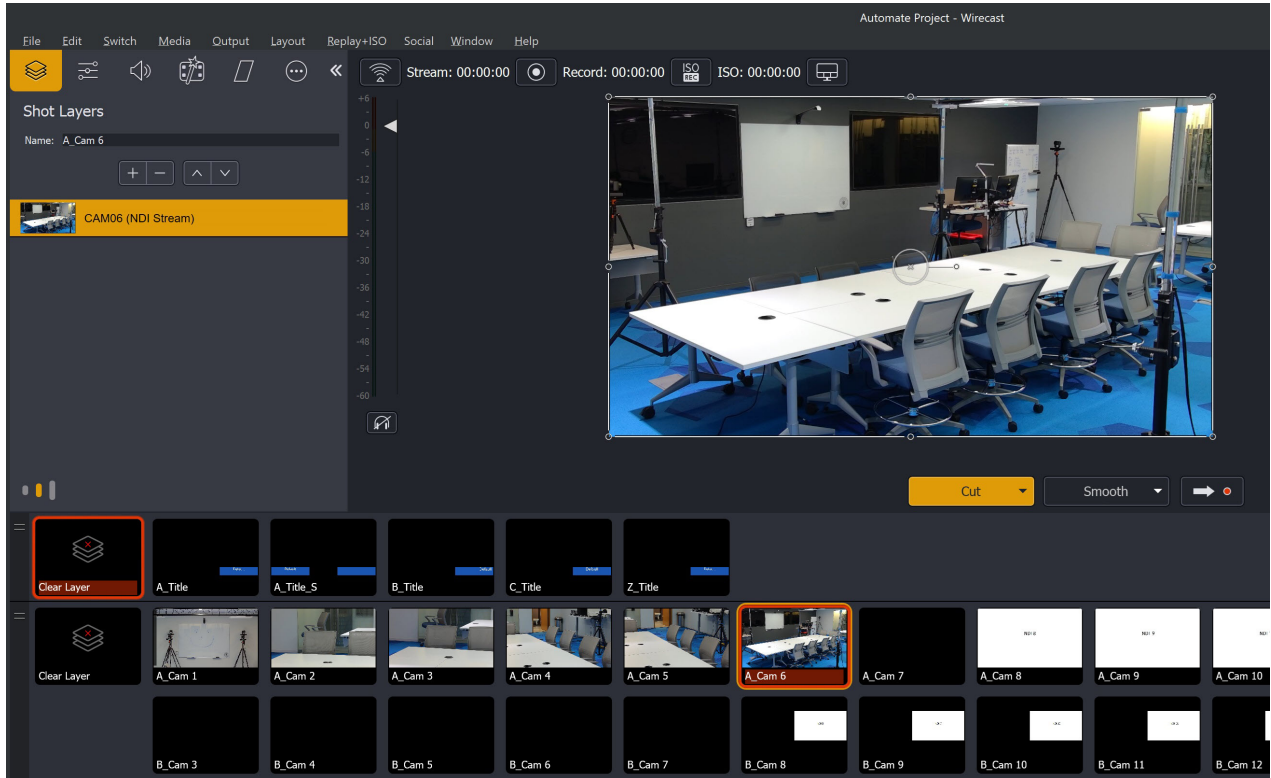 Automate Project - Wirecast
File Edit Switch Media Output Layout Replay+ISO Social Window Help
Stream: 00:00:00 Record: 00:00:00 ISO REC ISO: 00:00:00
Shot Layers
Name: A_Cam 6
CAM06 (NDI Stream)
+6
-
0
-
-6
-
-12
-
-18
-
-24
-
-30
-
-36
-
-42
-
-48
-
-54
-
-60
Cut Smooth
Clear Layer A_Title A_Title_S B_Title C_Title Z_Title
NDI 8 NDI 9 NDI
Clear Layer A_Cam 1 A_Cam 2 A_Cam 3 A_Cam 4 A_Cam 5 A_Cam 6 A_Cam 7 A_Cam 8 A_Cam 9 A_Cam 10
B_Cam 3 B_Cam 4 B_Cam 5 B_Cam 6 B_Cam 7 B_Cam 8 B_Cam 9 B_Cam 10 B_Cam 11 B_Cam 12